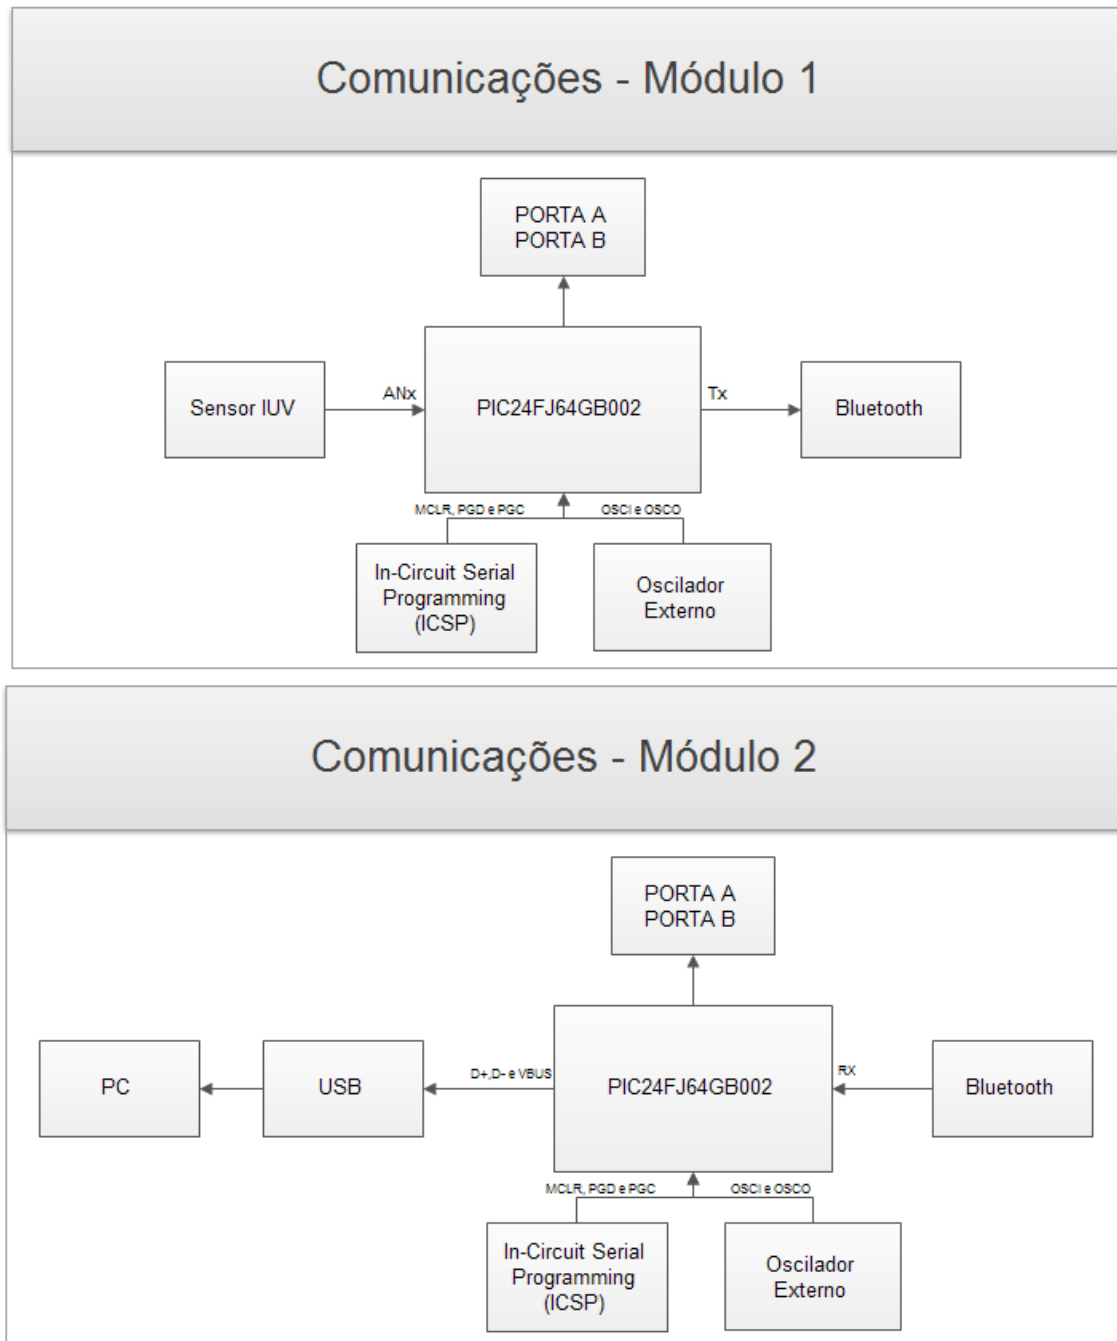 Comunicações - Módulo 1
PORTA A
PORTA B
Sensor IUV
ANx
PIC24FJ64GB002
Tx
Bluetooth
MCLR, PGD e PGC
OSCI e OSCO
In-Circuit Serial
Programming
(ICSP)
Oscilador
Externo
Comunicações - Módulo 2
PORTA A
PORTA B
PC
USB
D+,D- e VBUS
PIC24FJ64GB002
RX
Bluetooth
MCLR, PGD e PGC
OSCI e OSCO
In-Circuit Serial
Programming
(ICSP)
Oscilador
Externo